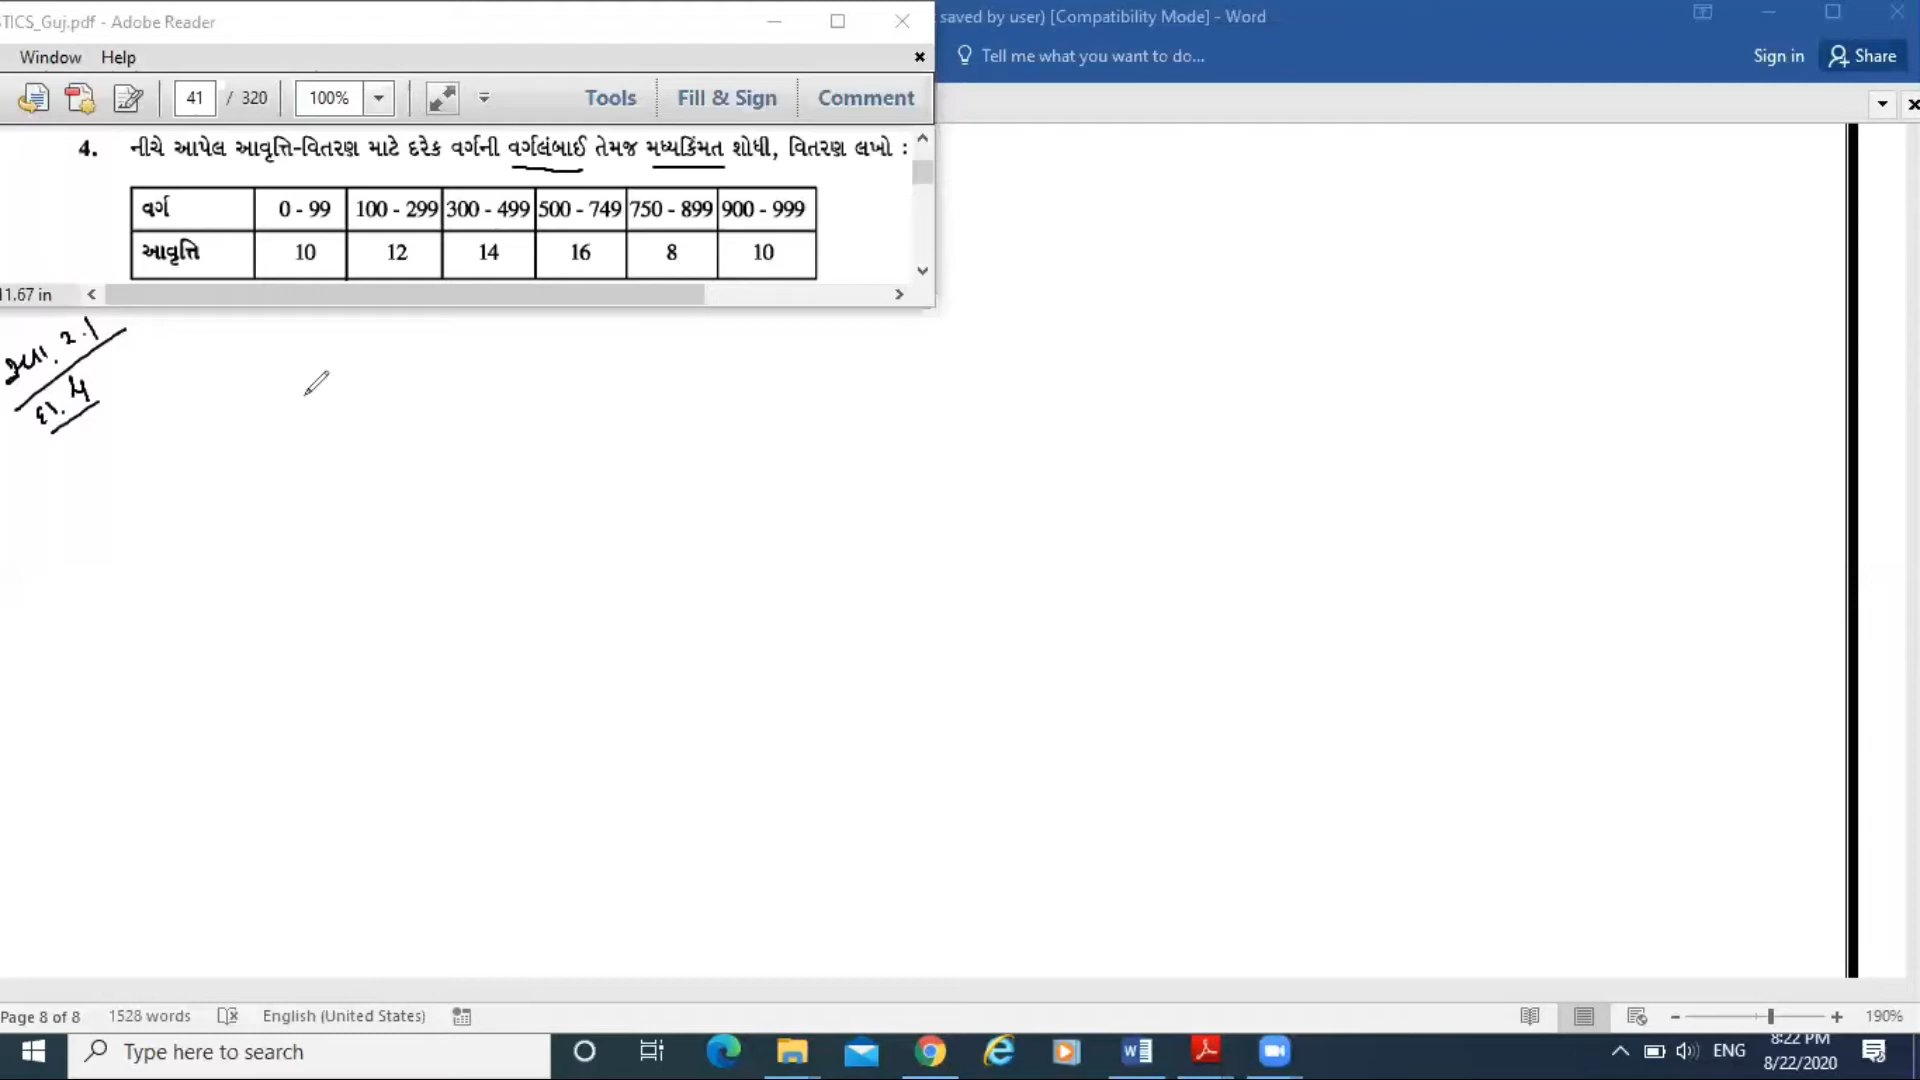 STICS_Guj.pdf - Adobe Reader
saved by user) [Compatibility Mode] - Word
Window Help
Tell me what you want to do...
Sign in Share
41 / 320 100% Tools Fill & Sign Comment
4. નીચે આપેલ આવૃત્તિ-વિતરણ માટે દરેક વર્ગની વર્ગલંબાઈ તેમજ મધ્યકિંમત શોધી, વિતરણ લખો :
વર્ગ 0 - 99 100 - 299 300 - 499 500 - 749 750 - 899 900 - 999
આવૃત્તિ 10 12 14 16 8 10
11.67 in
સ્વા. ૨.1
દા. ૫
Page 8 of 8 1528 words English (United States) 190%
Type here to search
ENG
8:22 PM
8/22/2020